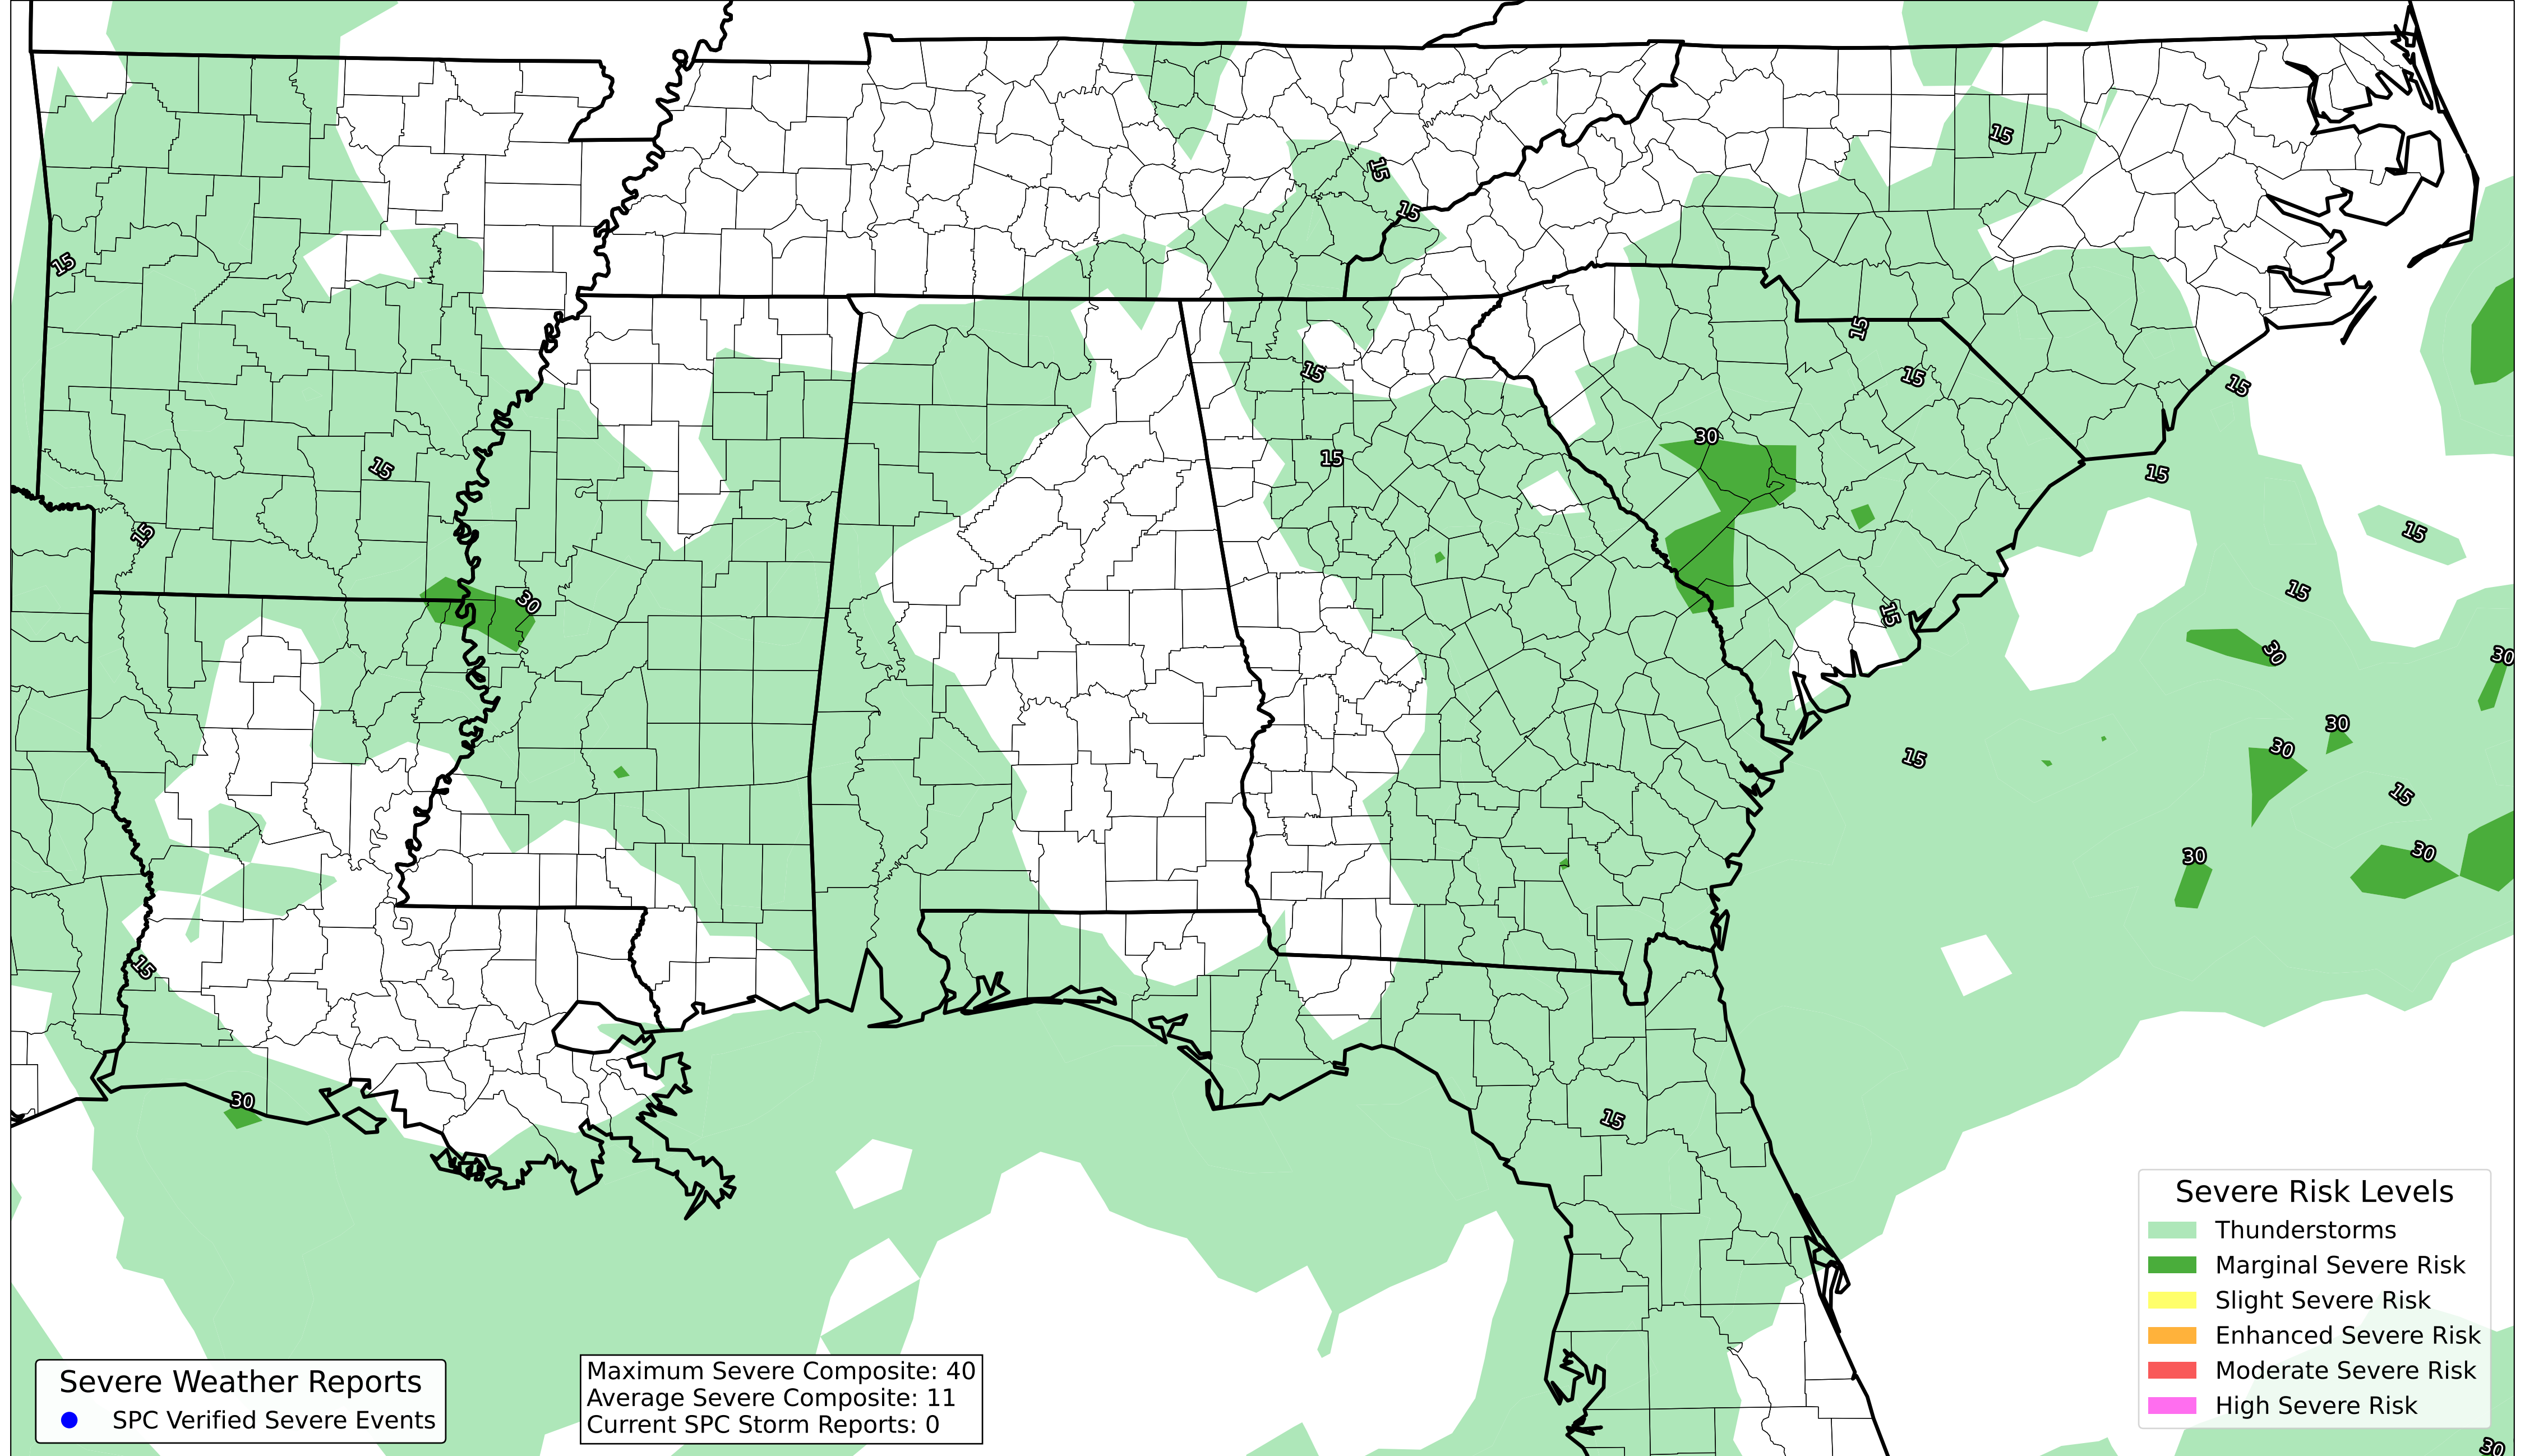 15
15
15
15
15
15
15
15
30
15
15
15
15
15
30
15
15
30
30
30
30
15
15
30
30
15
30
15
30
Severe Risk Levels
Thunderstorms
Marginal Severe Risk
Slight Severe Risk
Enhanced Severe Risk
Moderate Severe Risk
High Severe Risk
Severe Weather Reports
SPC Verified Severe Events
Maximum Severe Composite: 40
Average Severe Composite: 11
Current SPC Storm Reports: 0
30